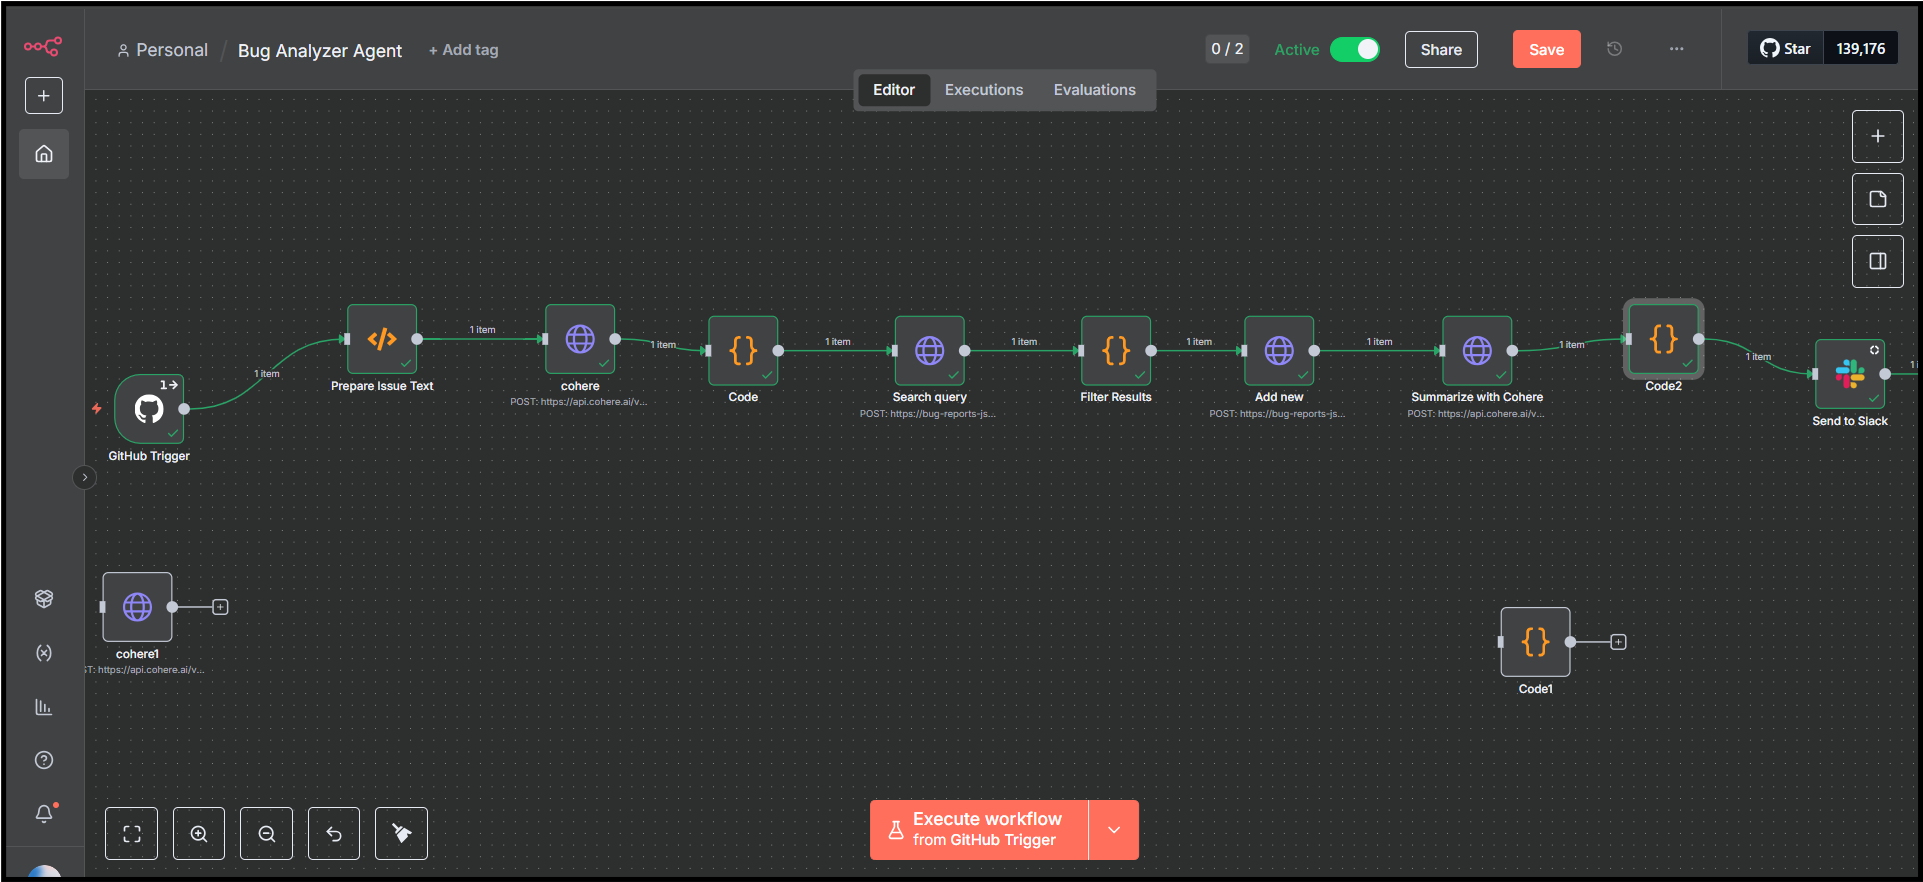 Personal / Bug Analyzer Agent + Add tag
0 / 2 Active Share Save Star 139,176
Editor Executions Evaluations
1 item
1 item
1 item
1 item
1 item
1 item
1 item
1 item
1 item
1
1
GitHub Trigger
Prepare Issue Text
cohere
POST: https://api.cohere.ai/v...
Code
Search query
POST: https://bug-reports-js...
Filter Results
Add new
POST: https://bug-reports-js...
Summarize with Cohere
POST: https://api.cohere.ai/v...
Code2
Send to Slack
cohere1
ST: https://api.cohere.ai/v...
Code1
Execute workflow
from GitHub Trigger